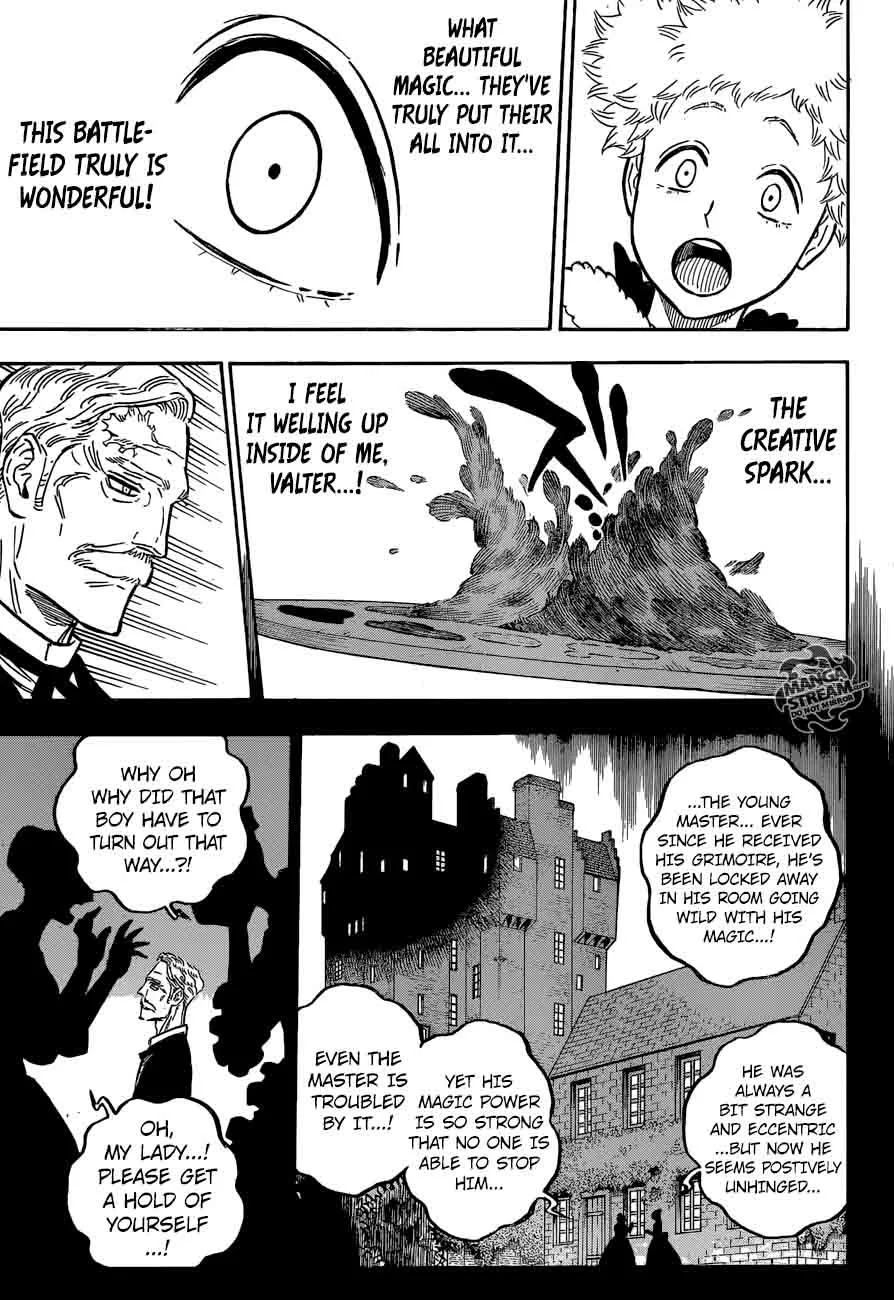 WHAT
BEAUTIFUL
MAGIC... THEY'VE
TRULY PUT THEIR
ALL INTO IT...
THIS BATTLE-
FIELD TRULY IS
WONDERFUL!
THE
CREATIVE
SPARK...
I FEEL
IT WELLING UP
INSIDE OF ME,
VALTER...!
MANGA
STREAM.com
DO NOT MIRROR
...THE YOUNG
MASTER... EVER
SINCE HE RECEIVED
HIS GRIMOIRE, HE'S
BEEN LOCKED AWAY
IN HIS ROOM GOING
WILD WITH HIS
MAGIC...!
HE WAS
ALWAYS A
BIT STRANGE
AND ECCENTRIC
...BUT NOW HE
SEEMS POSTIVELY
UNHINGED...
YET HIS
MAGIC POWER
IS SO STRONG
THAT NO ONE IS
ABLE TO STOP
HIM...
EVEN THE
MASTER IS
TROUBLED
BY IT...!
WHY OH
WHY DID THAT
BOY HAVE TO
TURN OUT THAT
WAY...?!
OH,
MY LADY...!
PLEASE GET
A HOLD OF
YOURSELF
...!